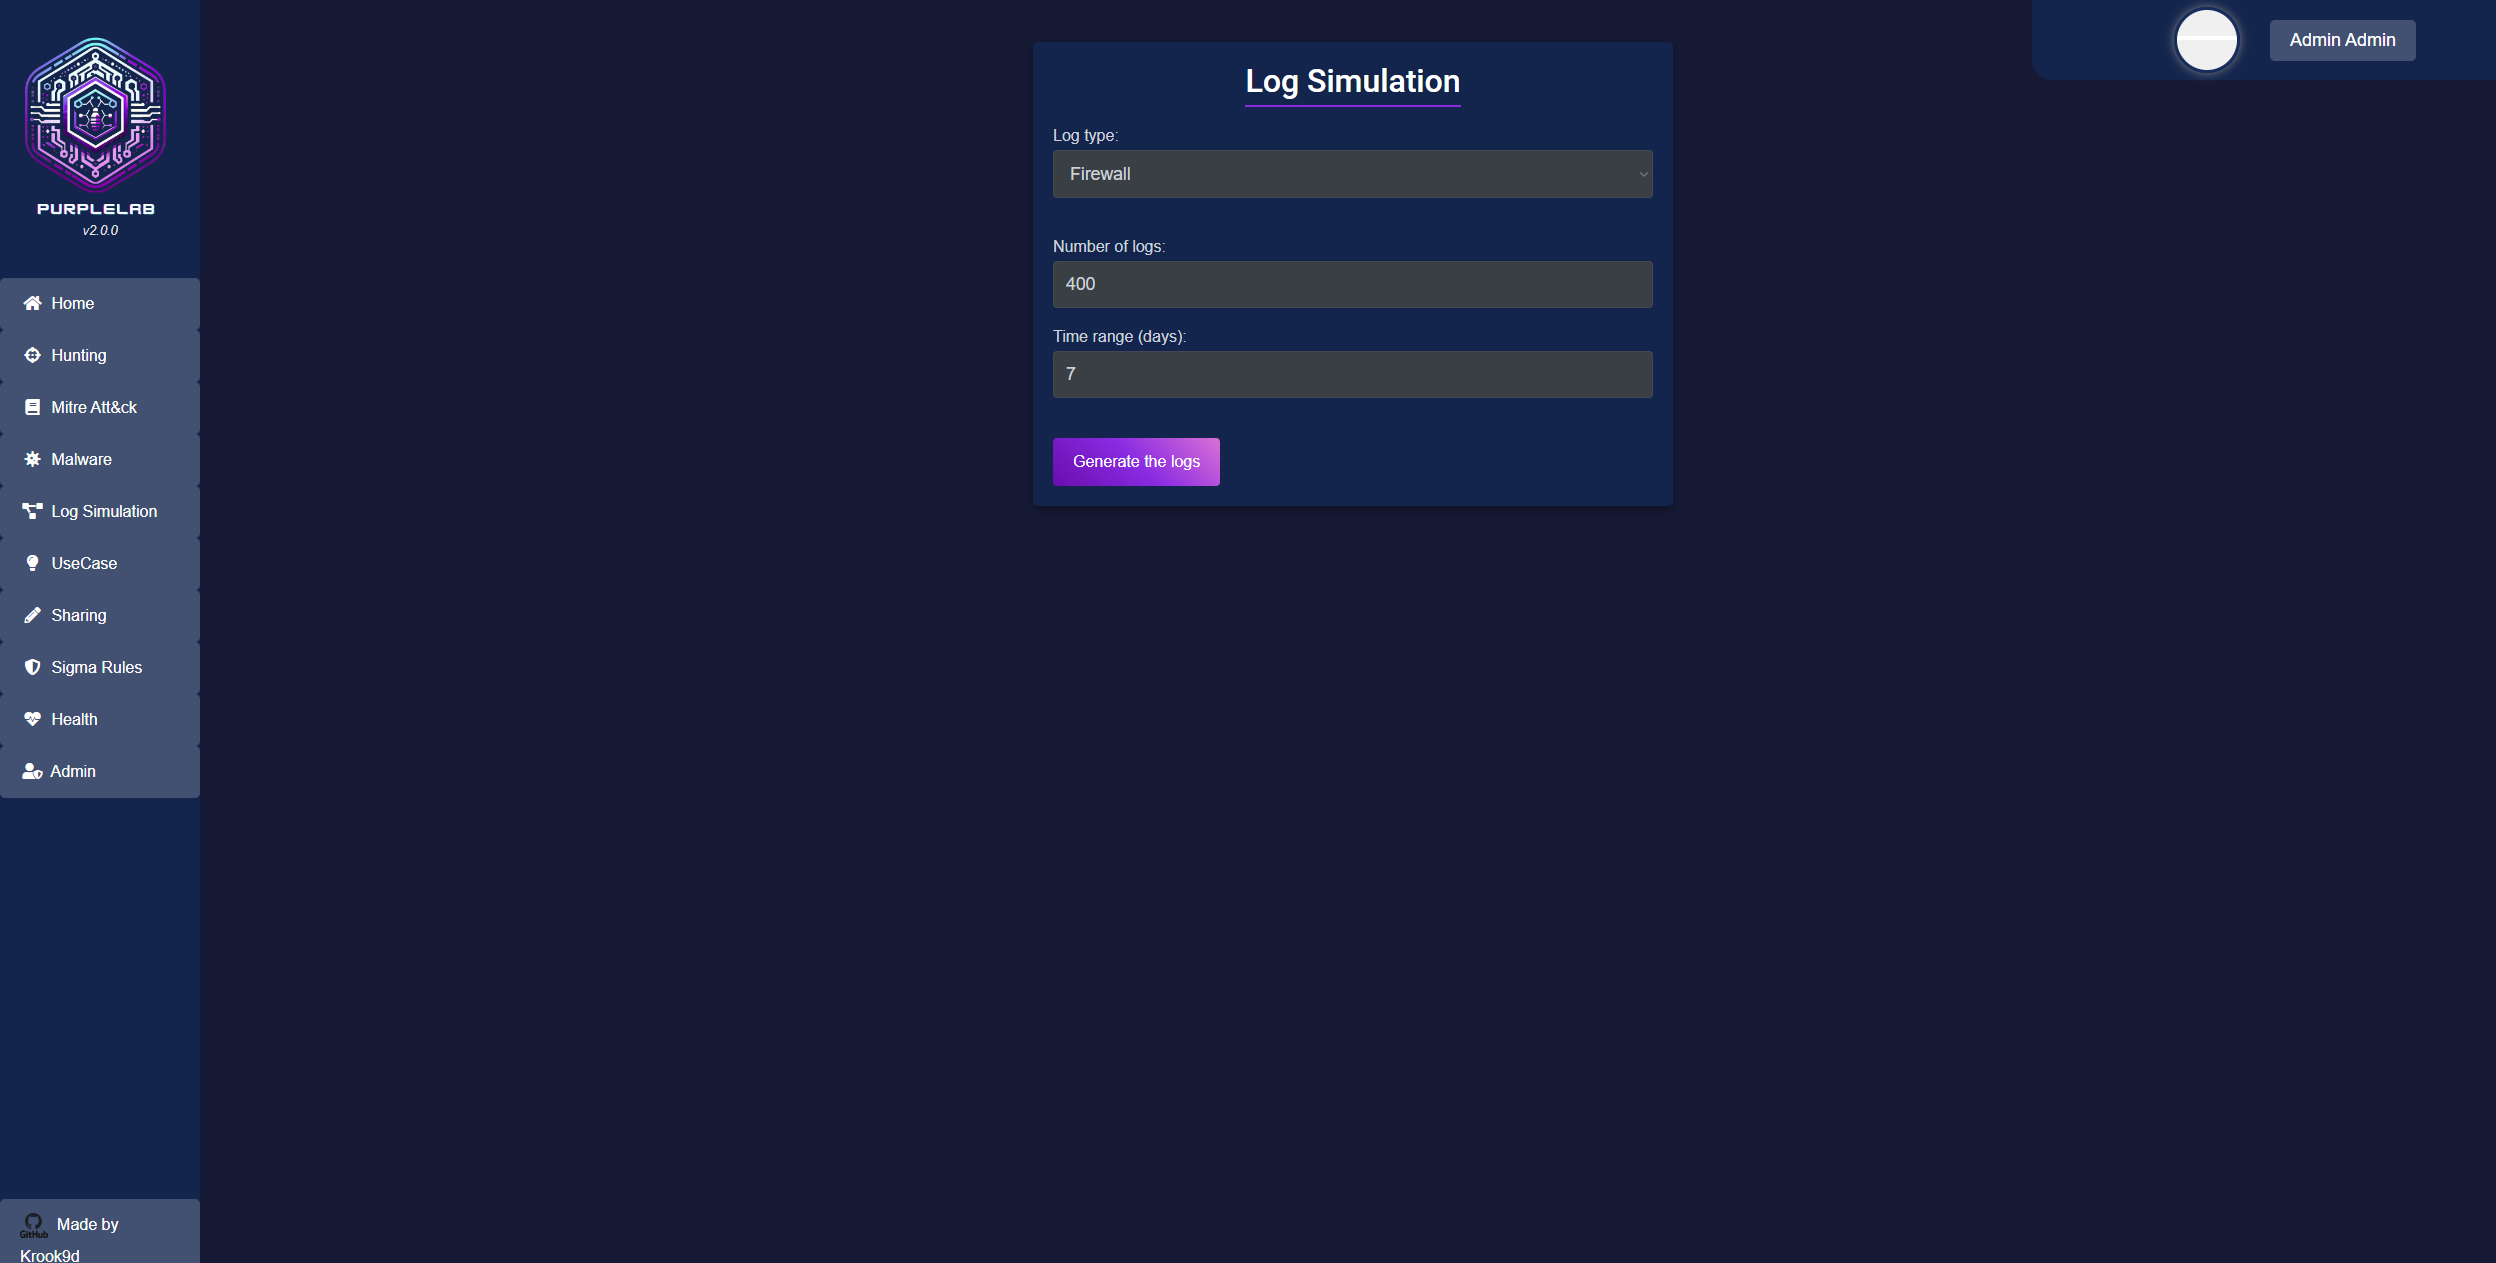 PURPLELAB
v2.0.0
Home
Hunting
Mitre Att&ck
Malware
Log Simulation
UseCase
Sharing
Sigma Rules
Health
Admin
GitHub Made by
Krook9d
Log Simulation
Log type:
Firewall
Number of logs:
400
Time range (days):
7
Generate the logs
Admin Admin